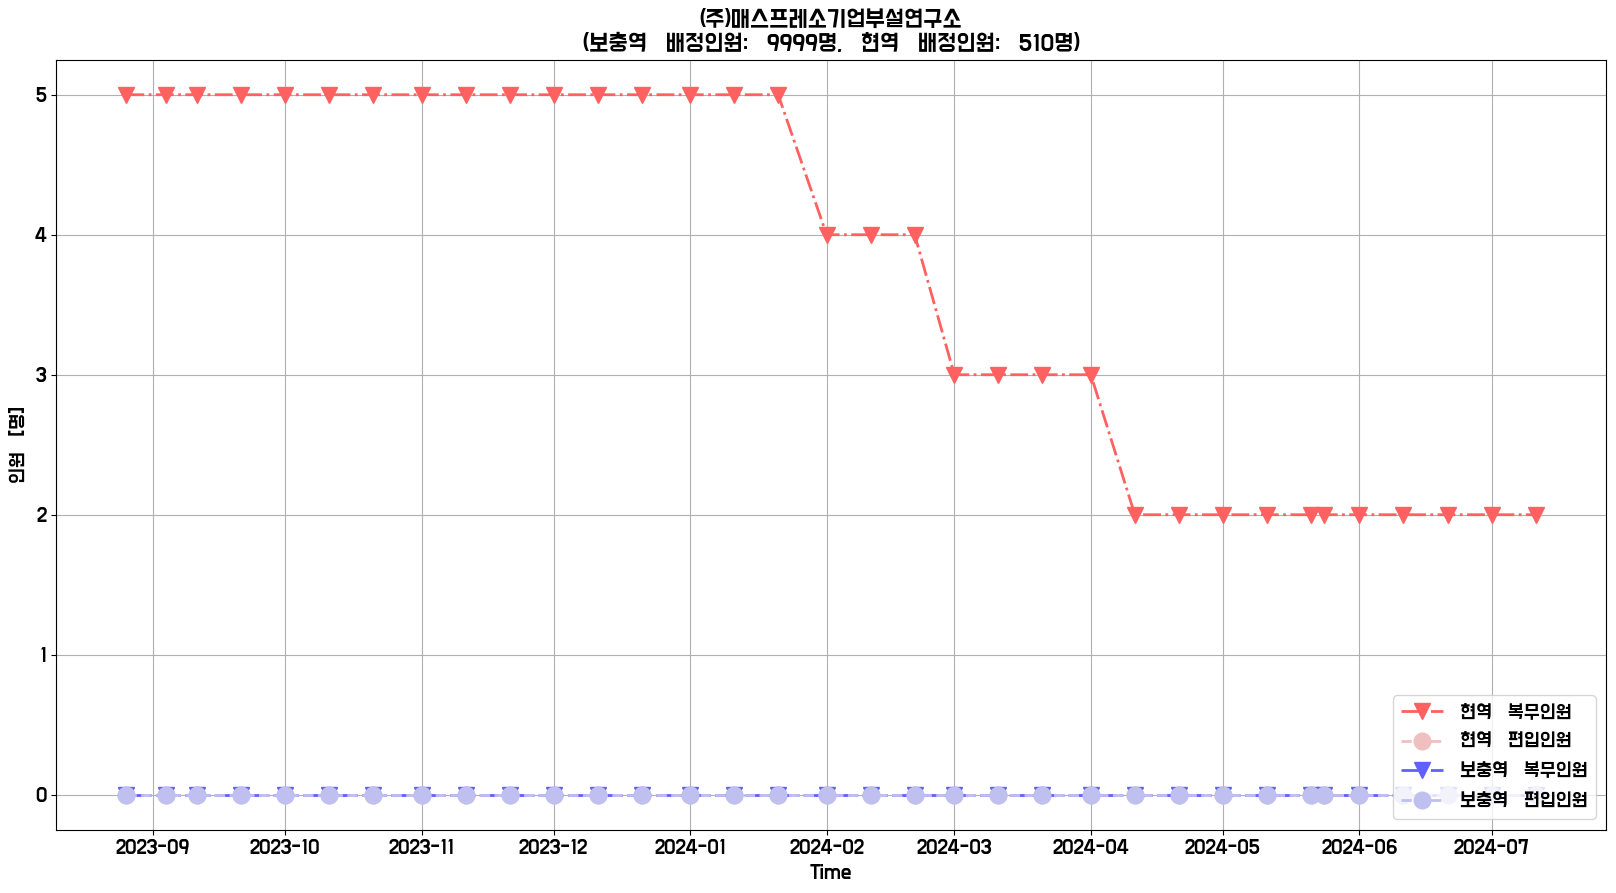 (주)매스프레소기업부설연구소
(보충역 배정인원: 9999명, 현역 배정인원: 510명)
인원 [명]
5
4
3
2
1
0
2023-09 2023-10 2023-11 2023-12 2024-01 2024-02 2024-03 2024-04 2024-05 2024-06 2024-07
Time
현역 복무인원
현역 편입인원
보충역 복무인원
보충역 편입인원